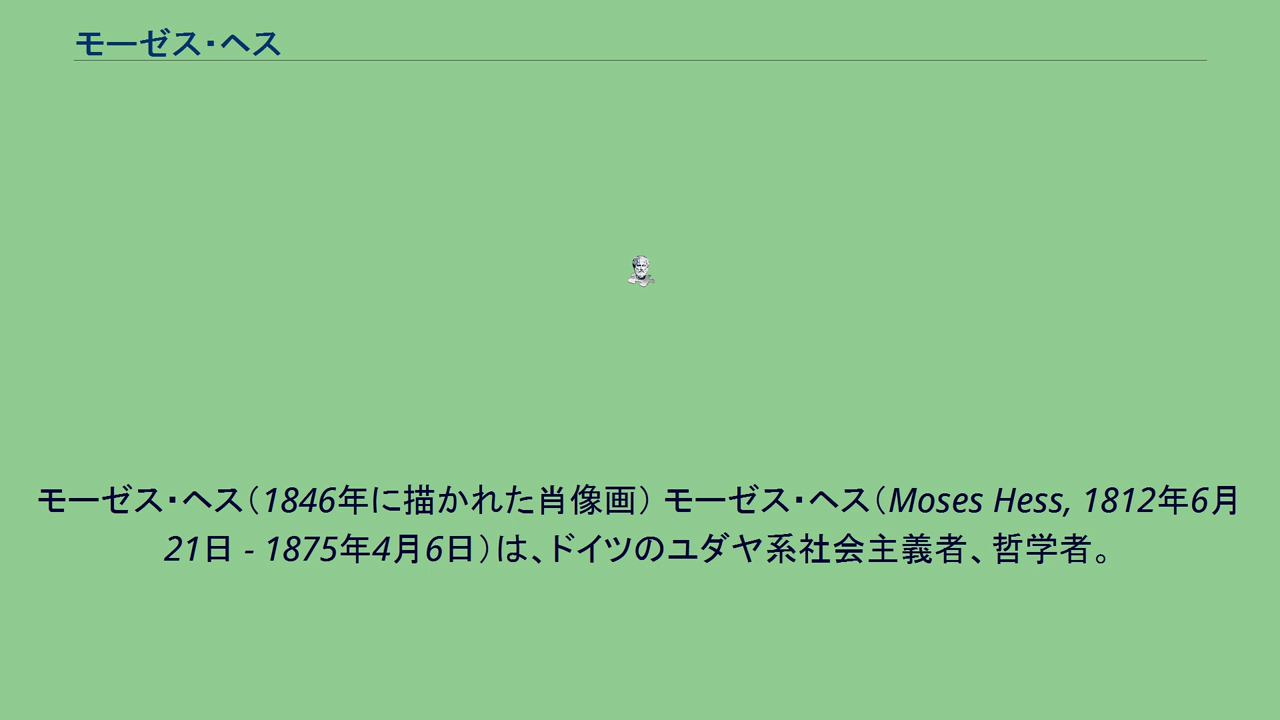 モーゼス・ヘス
モーゼス・ヘス（1846年に描かれた肖像画） モーゼス・ヘス（Moses Hess, 1812年6月
21日 - 1875年4月6日）は、ドイツのユダヤ系社会主義者、哲学者。